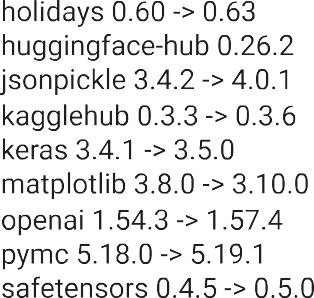 holidays 0.60 -> 0.63
huggingface-hub 0.26.2
jsonpickle 3.4.2 -> 4.0.1
kagglehub 0.3.3 -> 0.3.6
keras 3.4.1 -> 3.5.0
matplotlib 3.8.0 -> 3.10.0
openai 1.54.3 -> 1.57.4
pymc 5.18.0 -> 5.19.1
safetensors 0.4.5 -> 0.5.0